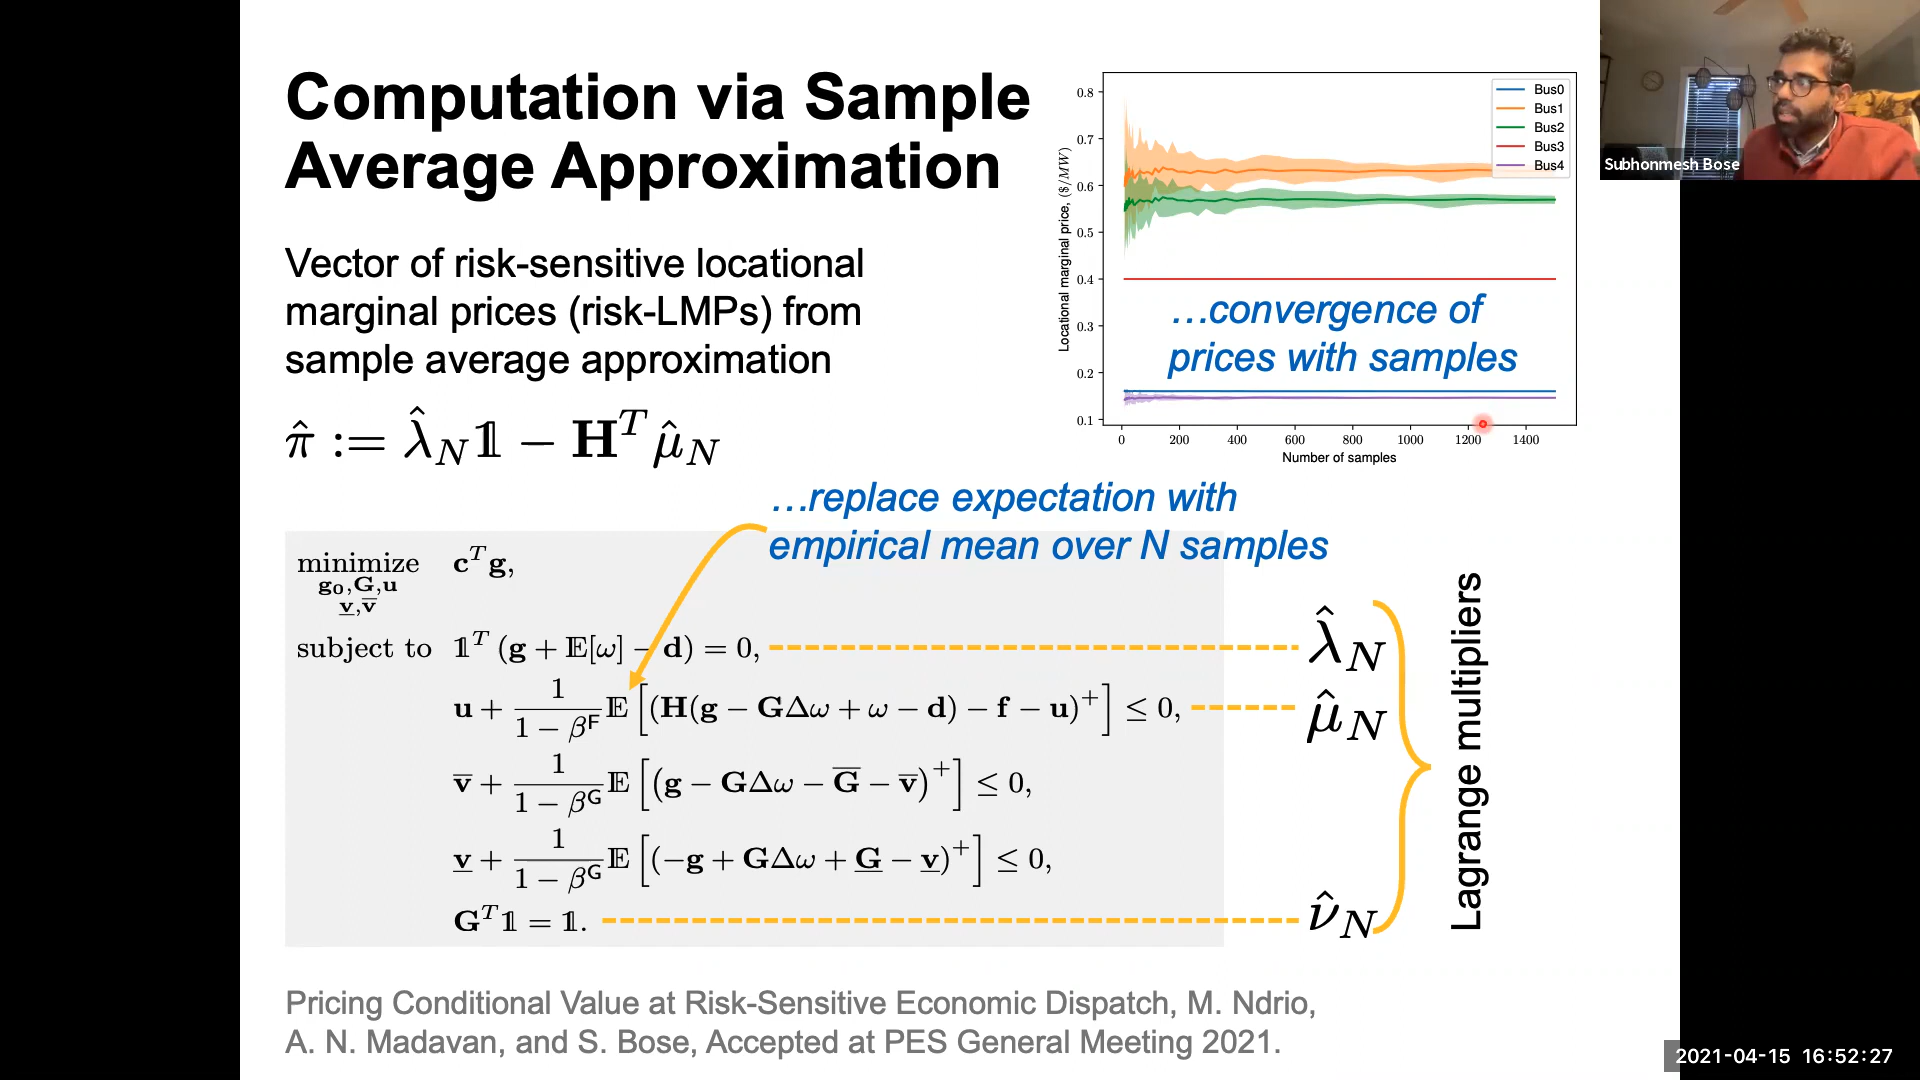 Computation via Sample
Average Approximation
Vector of risk-sensitive locational
marginal prices (risk-LMPs) from
sample average approximation
π̂ := λ̂_N 𝟙 − H^T μ̂_N
Locational marginal price, ($/MW)
0.8
0.7
0.6
0.5
0.4
0.3
0.2
0.1
0 200 400 600 800 1000 1200 1400
Number of samples
Bus0
Bus1
Bus2
Bus3
Bus4
…convergence of
prices with samples
Subhonmesh Bose
…replace expectation with
empirical mean over N samples
minimize c^T g,
g₀,G,u
v̲,v̅
subject to 𝟙^T (g + 𝔼[ω] − d) = 0,
u + 1/(1 − β^F) 𝔼[(H(g − GΔω + ω − d) − f − u)^+] ≤ 0,
v̅ + 1/(1 − β^G) 𝔼[(g − GΔω − G̅ − v̅)^+] ≤ 0,
v̲ + 1/(1 − β^G) 𝔼[(−g + GΔω + G̲ − v̲)^+] ≤ 0,
G^T 𝟙 = 𝟙.
λ̂_N
μ̂_N
ν̂_N
Lagrange multipliers
Pricing Conditional Value at Risk-Sensitive Economic Dispatch, M. Ndrio,
A. N. Madavan, and S. Bose, Accepted at PES General Meeting 2021.
2021-04-15 16:52:27